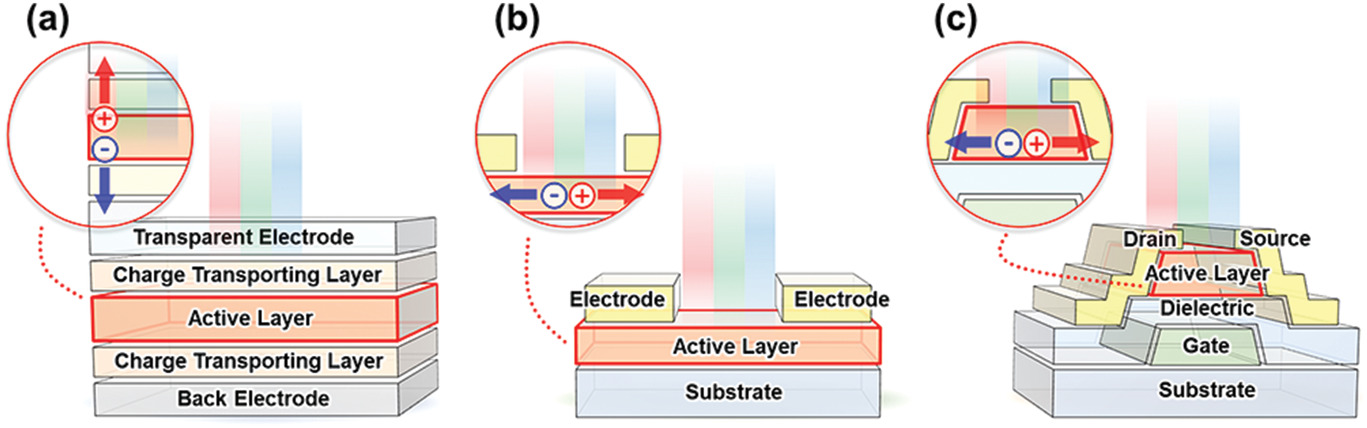 (a)
+
-
Transparent Electrode
Charge Transporting Layer
Active Layer
Charge Transporting Layer
Back Electrode
(b)
- +
Electrode Electrode
Active Layer
Substrate
(c)
- +
Drain Source
Active Layer
Dielectric
Gate
Substrate